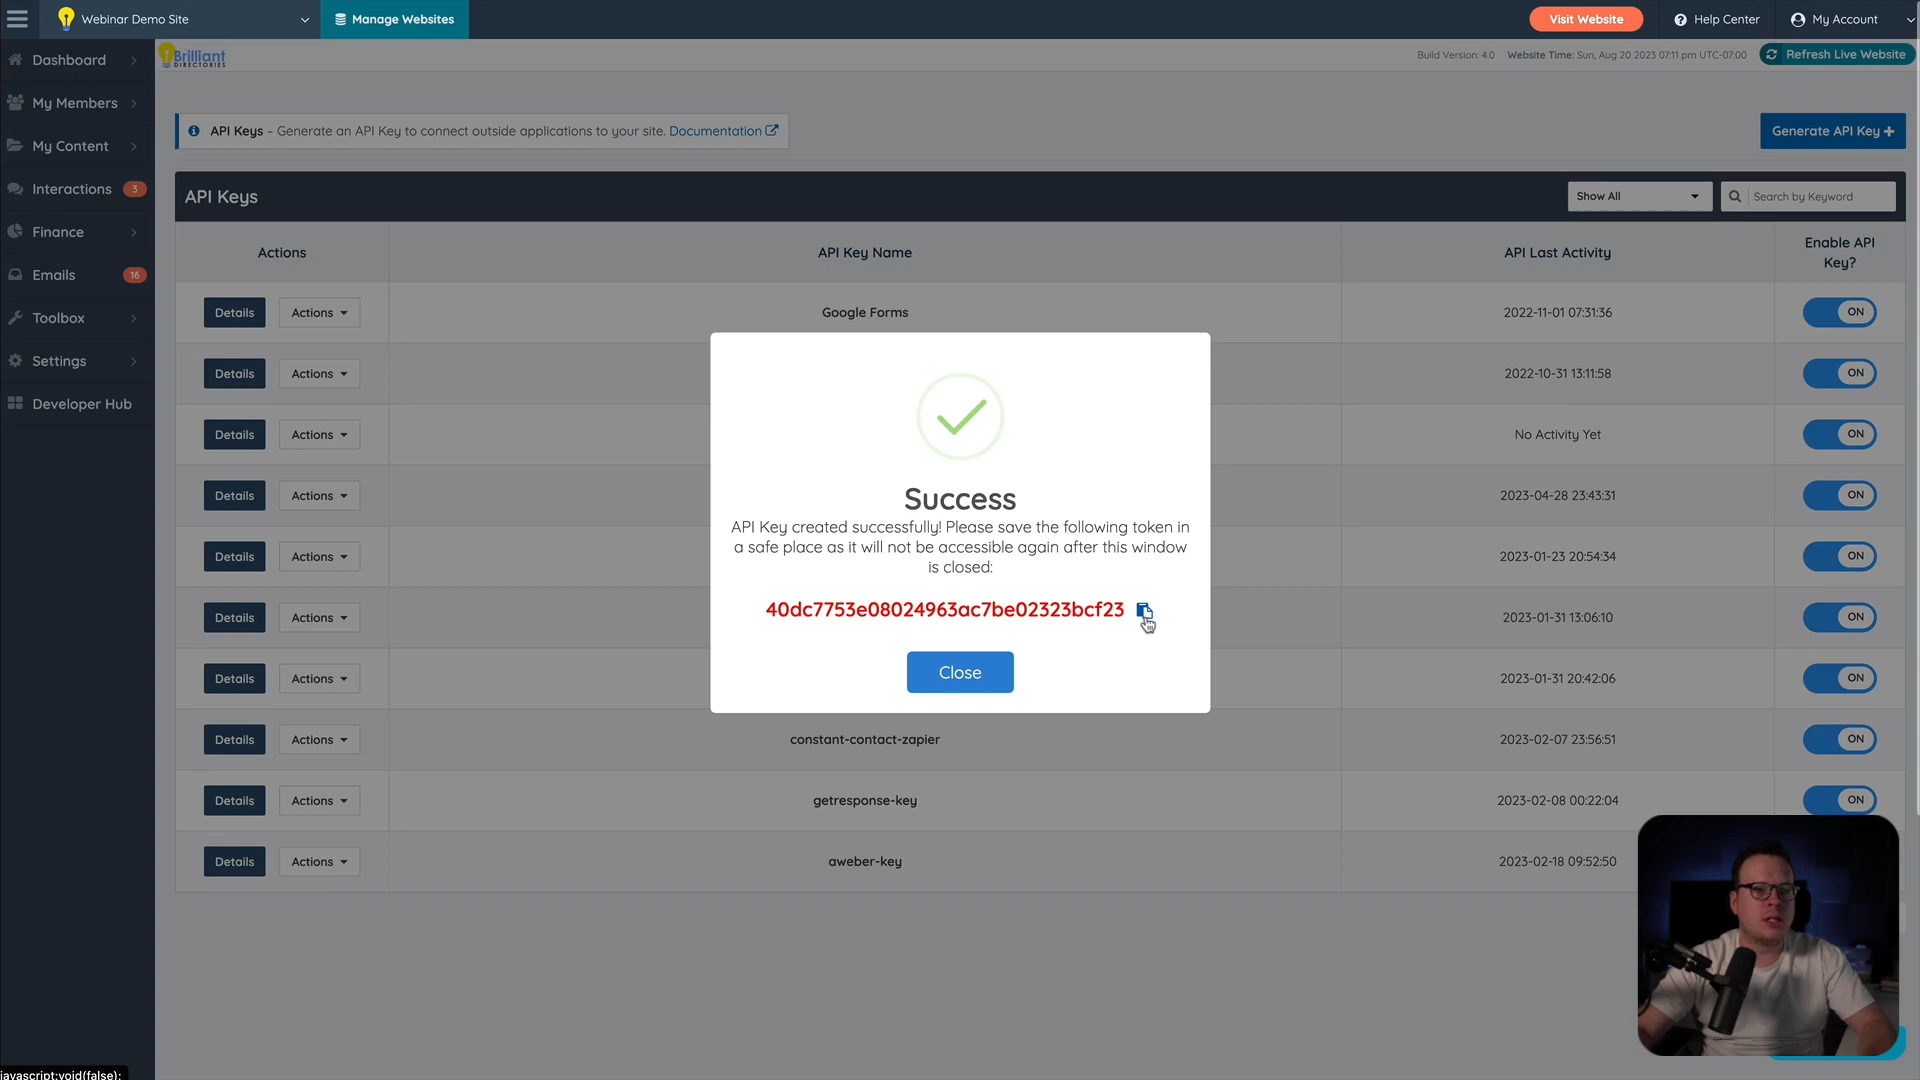 Webinar Demo Site
Manage Websites
Visit Website
Help Center
My Account
Dashboard
My Members
My Content
Interactions 3
Finance
Emails 16
Toolbox
Settings
Developer Hub
Brilliant
DIRECTORIES
Build Version: 4.0 Website Time: Sun, Aug 20 2023 07:11 pm UTC-07:00
Refresh Live Website
API Keys – Generate an API Key to connect outside applications to your site. Documentation
Generate API Key +
API Keys
Show All
Search by Keyword
Actions API Key Name API Last Activity Enable API
Key?
Details Actions Google Forms 2022-11-01 07:31:36 ON
Details Actions 2022-10-31 13:11:58 ON
Details Actions No Activity Yet ON
Details Actions 2023-04-28 23:43:31 ON
Details Actions 2023-01-23 20:54:34 ON
Details Actions 2023-01-31 13:06:10 ON
Details Actions 2023-01-31 20:42:06 ON
Details Actions constant-contact-zapier 2023-02-07 23:56:51 ON
Details Actions getresponse-key 2023-02-08 00:22:04 ON
Details Actions aweber-key 2023-02-18 09:52:50
Success
API Key created successfully! Please save the following token in
a safe place as it will not be accessible again after this window
is closed:
40dc7753e08024963ac7be02323bcf23
Close
javascript:void(false);